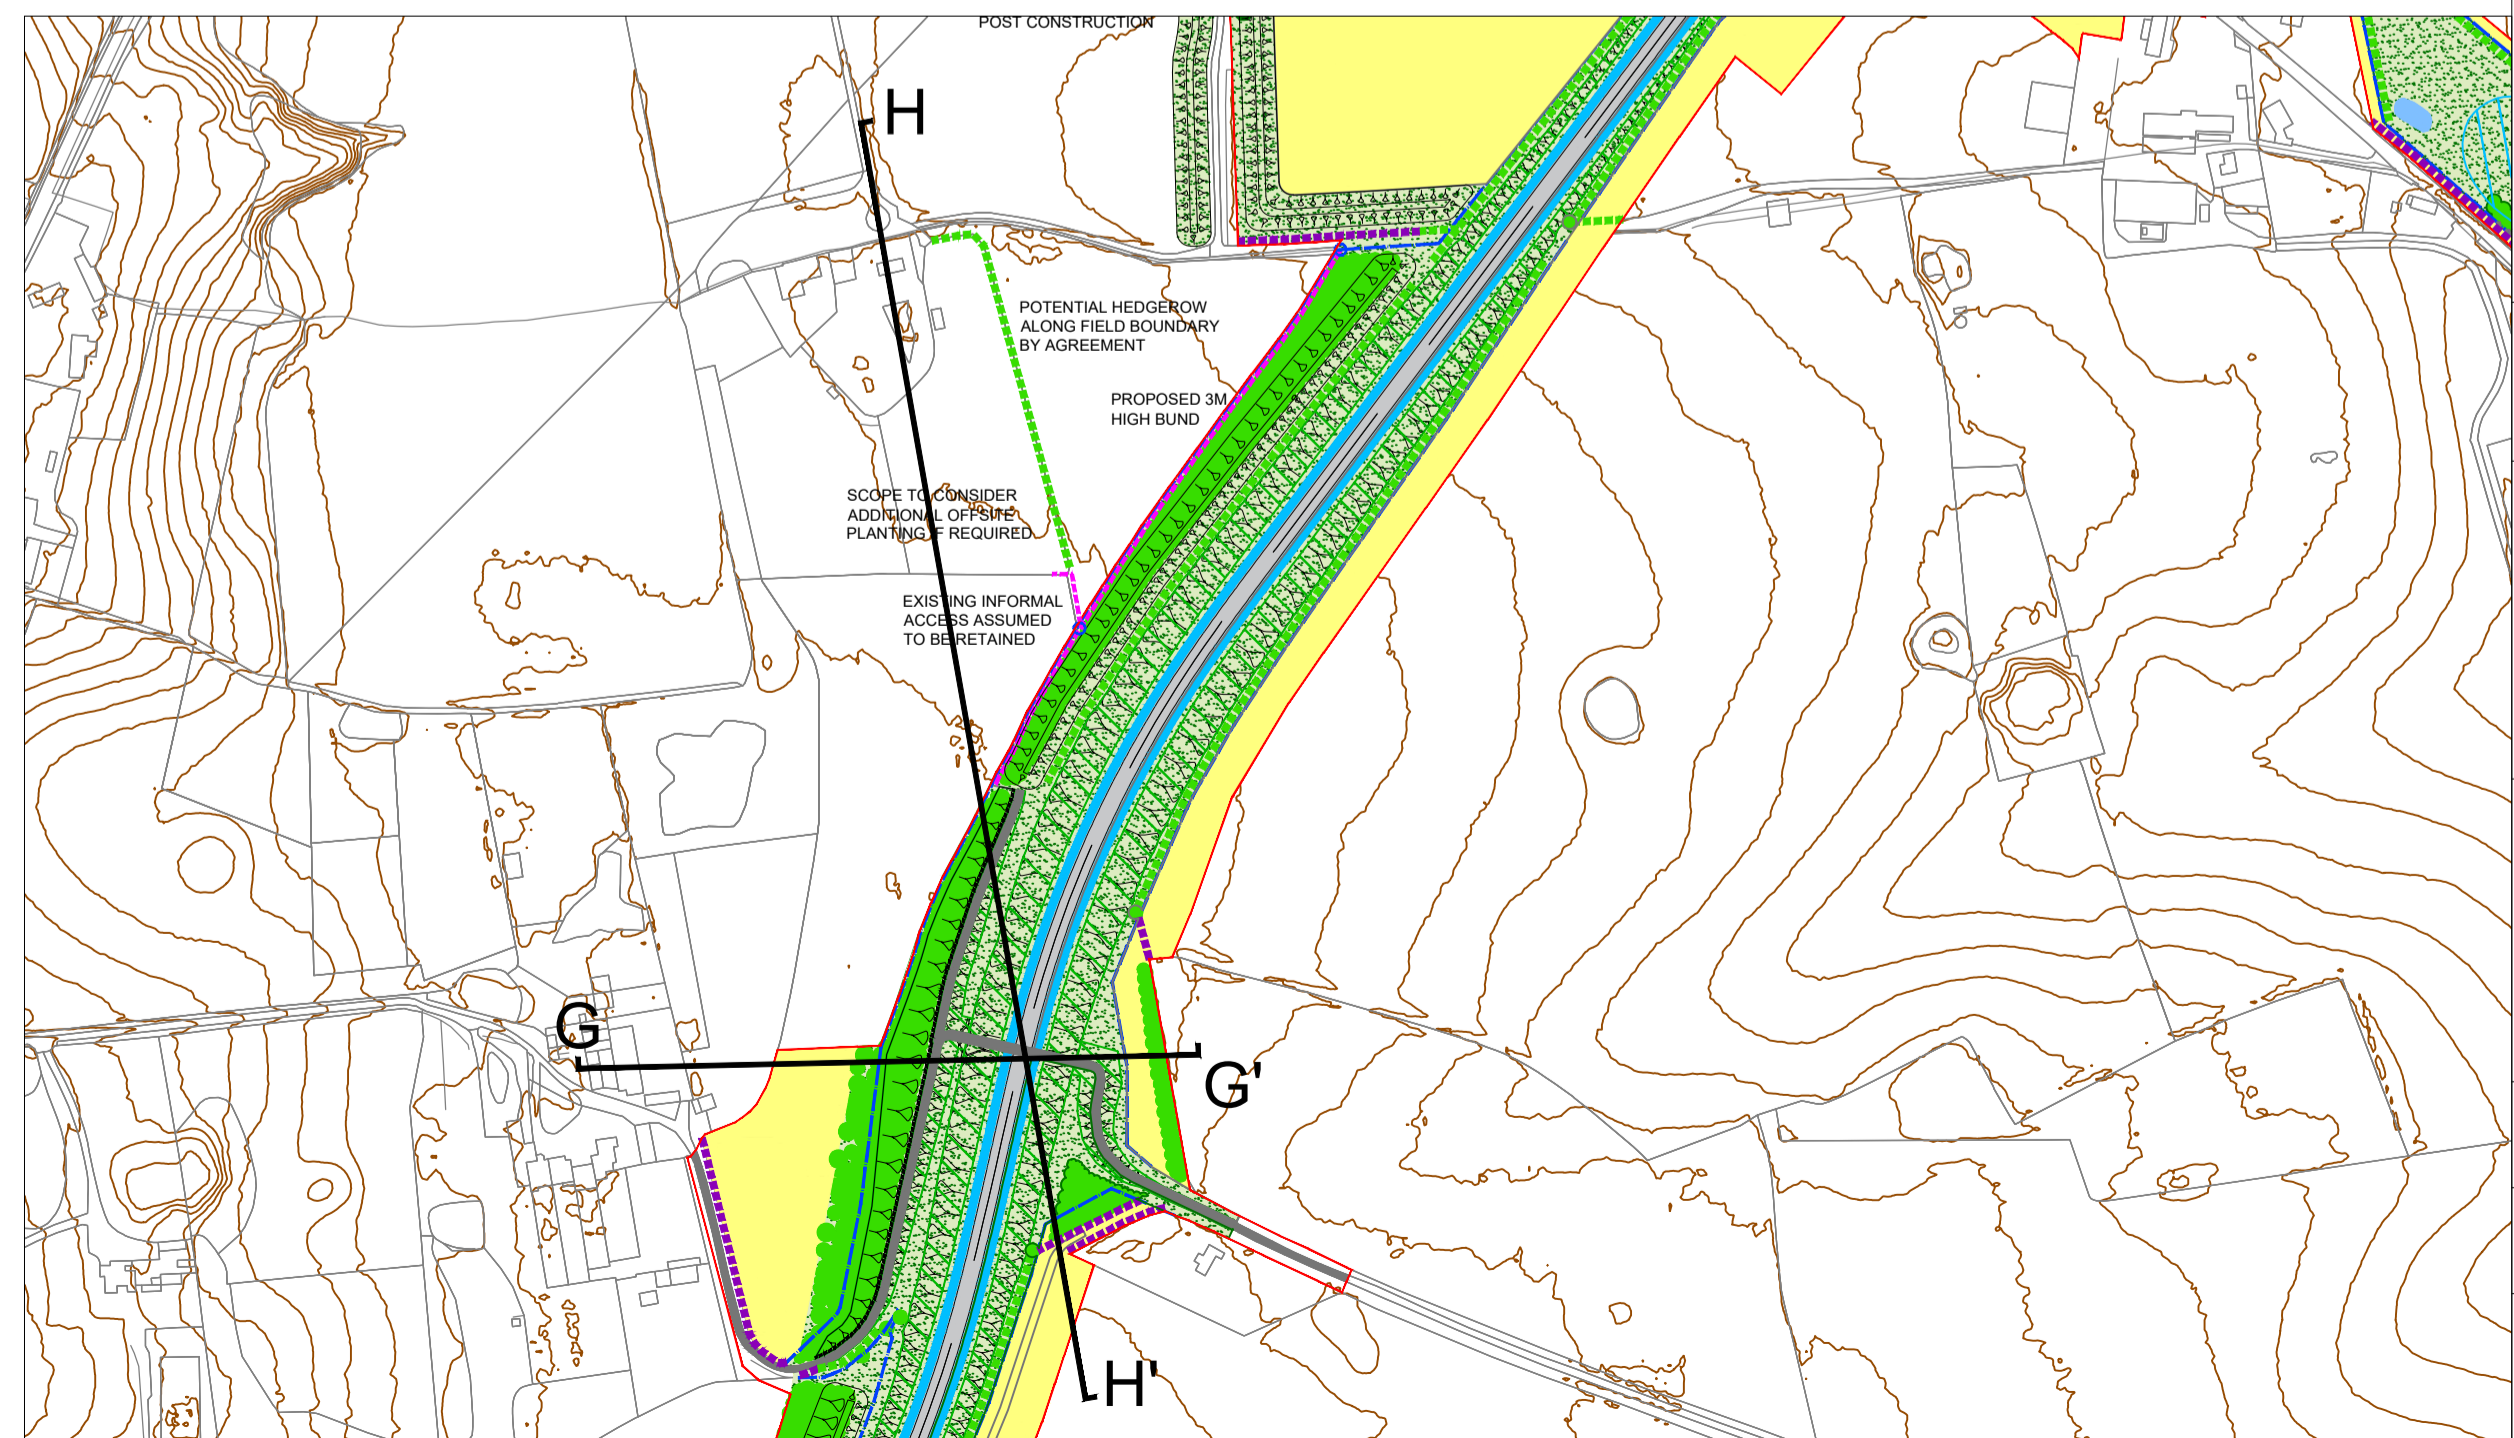 POST CONSTRUCTION
H
POTENTIAL HEDGEROW
ALONG FIELD BOUNDARY
BY AGREEMENT
PROPOSED 3M
HIGH BUND
SCOPE TO CONSIDER
ADDITIONAL OFFSITE
PLANTING IF REQUIRED
EXISTING INFORMAL
ACCESS ASSUMED
TO BE RETAINED
G
G'
H'